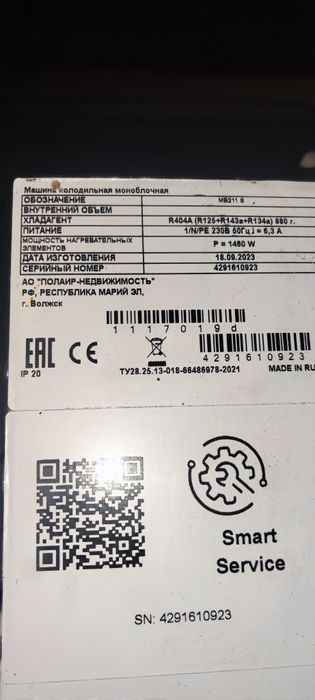 Машина холодильная моноблочная
ОБОЗНАЧЕНИЕ MB211 S
ВНУТРЕННИЙ ОБЪЕМ
ХЛАДАГЕНТ R404A (R125+R143a+R134a) 880 г.
ПИТАНИЕ 1/N/PE 230В 50Гц I = 6,3 А
МОЩНОСТЬ НАГРЕВАТЕЛЬНЫХ ЭЛЕМЕНТОВ P = 1460 W
ДАТА ИЗГОТОВЛЕНИЯ 18.09.2023
СЕРИЙНЫЙ НОМЕР 4291610923
АО "ПОЛАИР-НЕДВИЖИМОСТЬ"
РФ, РЕСПУБЛИКА МАРИЙ ЭЛ,
г. Волжск
1117019d
EAC CE
4291610923
IP 20
ТУ28.25.13-018-66486978-2021
MADE IN RU
Smart
Service
SN: 4291610923